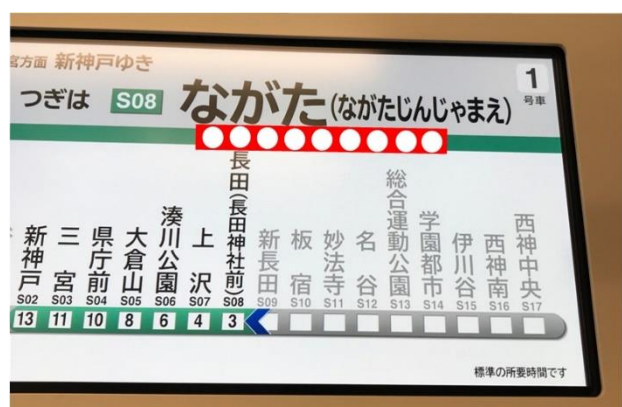 宮方面 新神戸ゆき
つぎは S08 ながた(ながたじんじゃまえ)
1
号車
新神戸
三宮
県庁前
大倉山
湊川公園
上沢
長田(長田神社前)
新長田
板宿
妙法寺
名谷
総合運動公園
学園都市
伊川谷
西神南
西神中央
S02 S03 S04 S05 S06 S07 S08 S09 S10 S11 S12 S13 S14 S15 S16 S17
13 11 10 8 6 4 3
標準の所要時間です